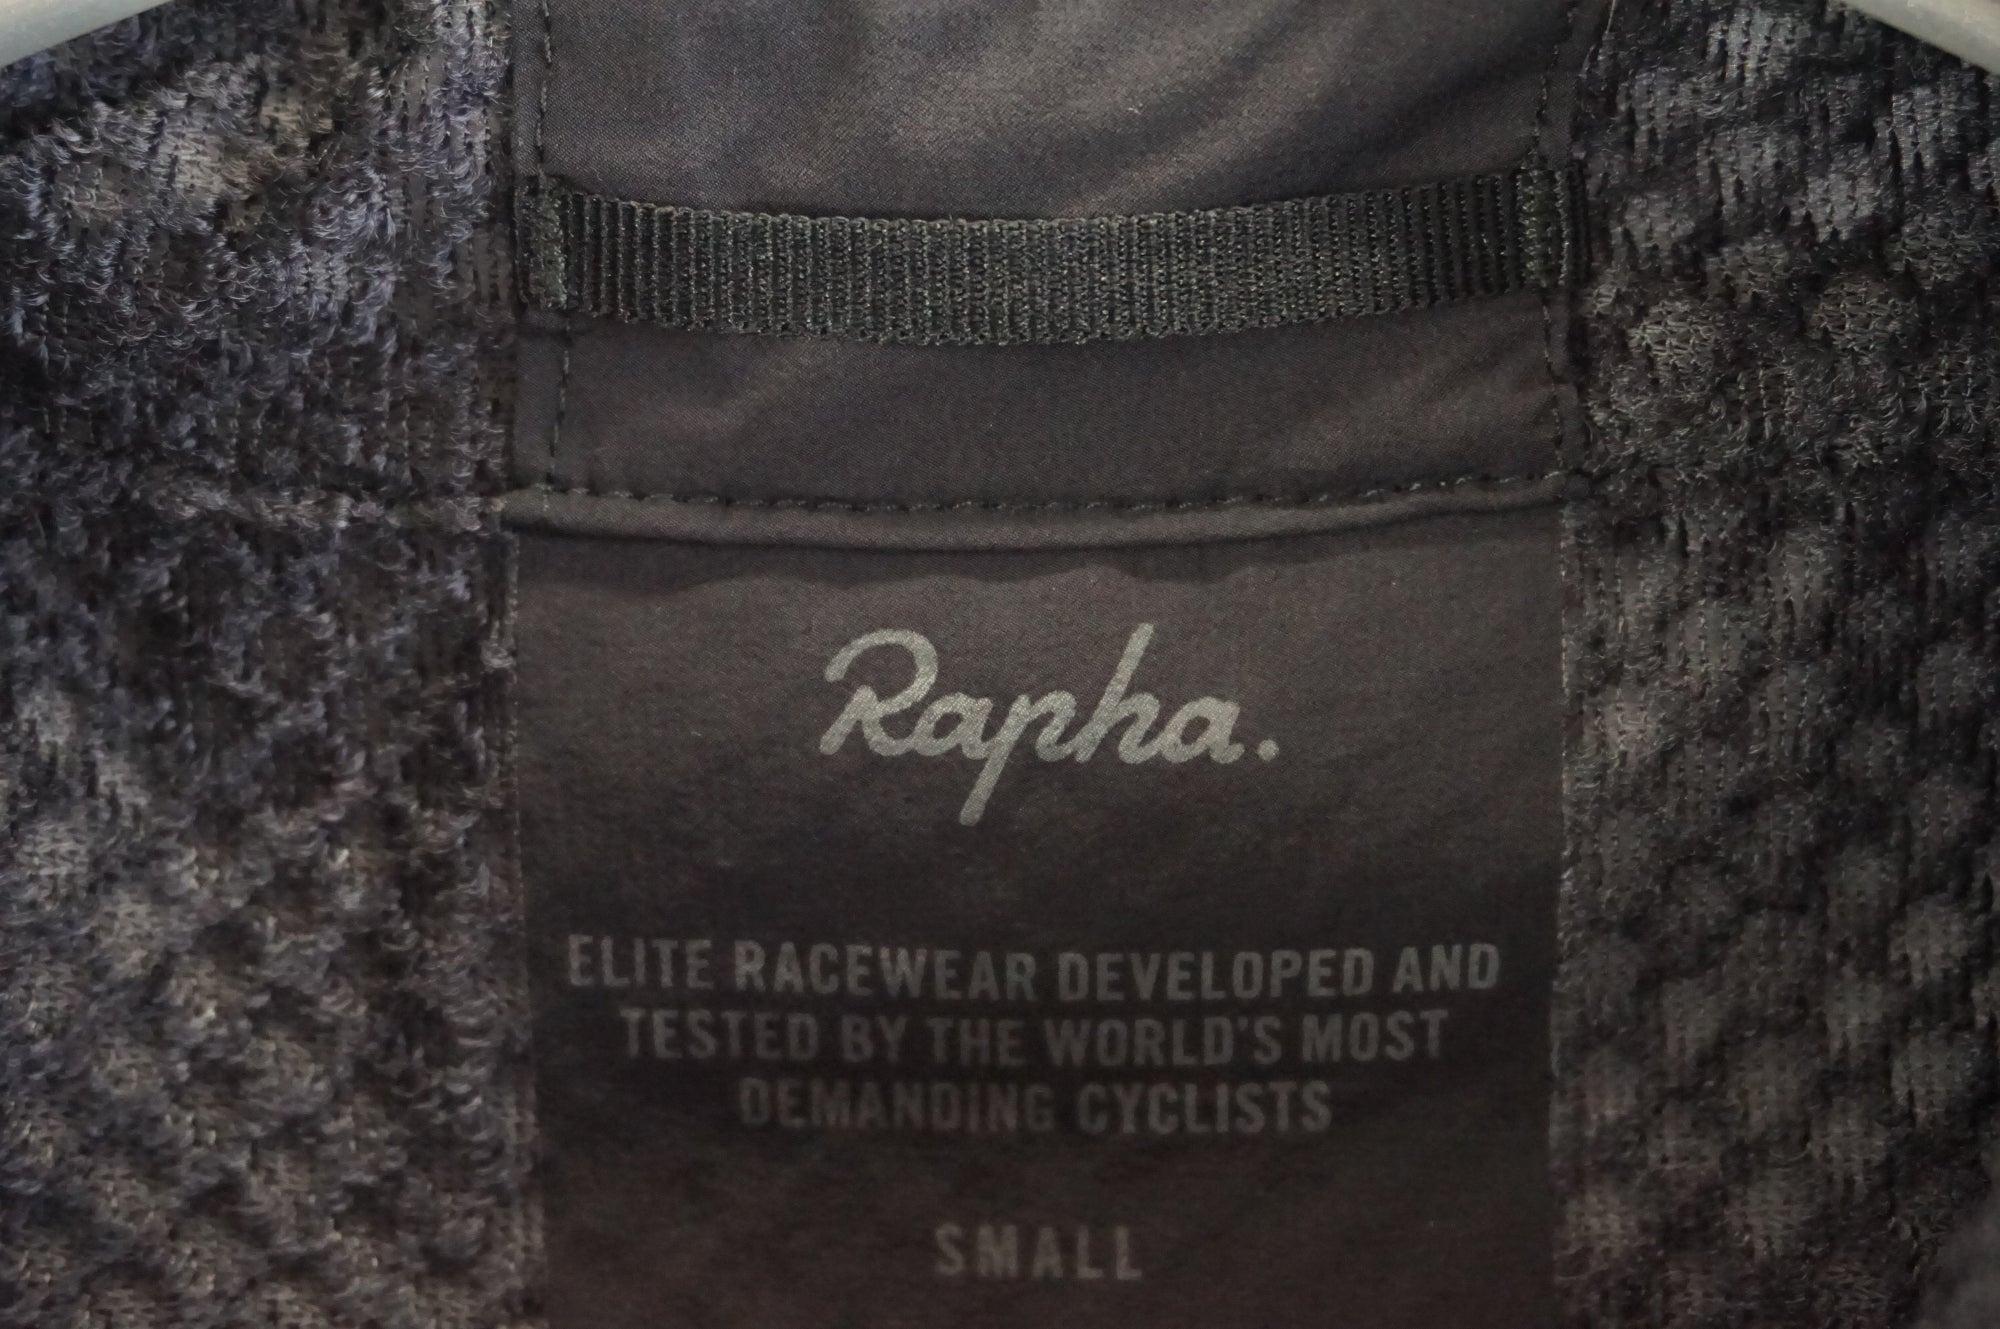 Rapha.
ELITE RACEWEAR DEVELOPED AND
TESTED BY THE WORLD'S MOST
DEMANDING CYCLISTS
SMALL